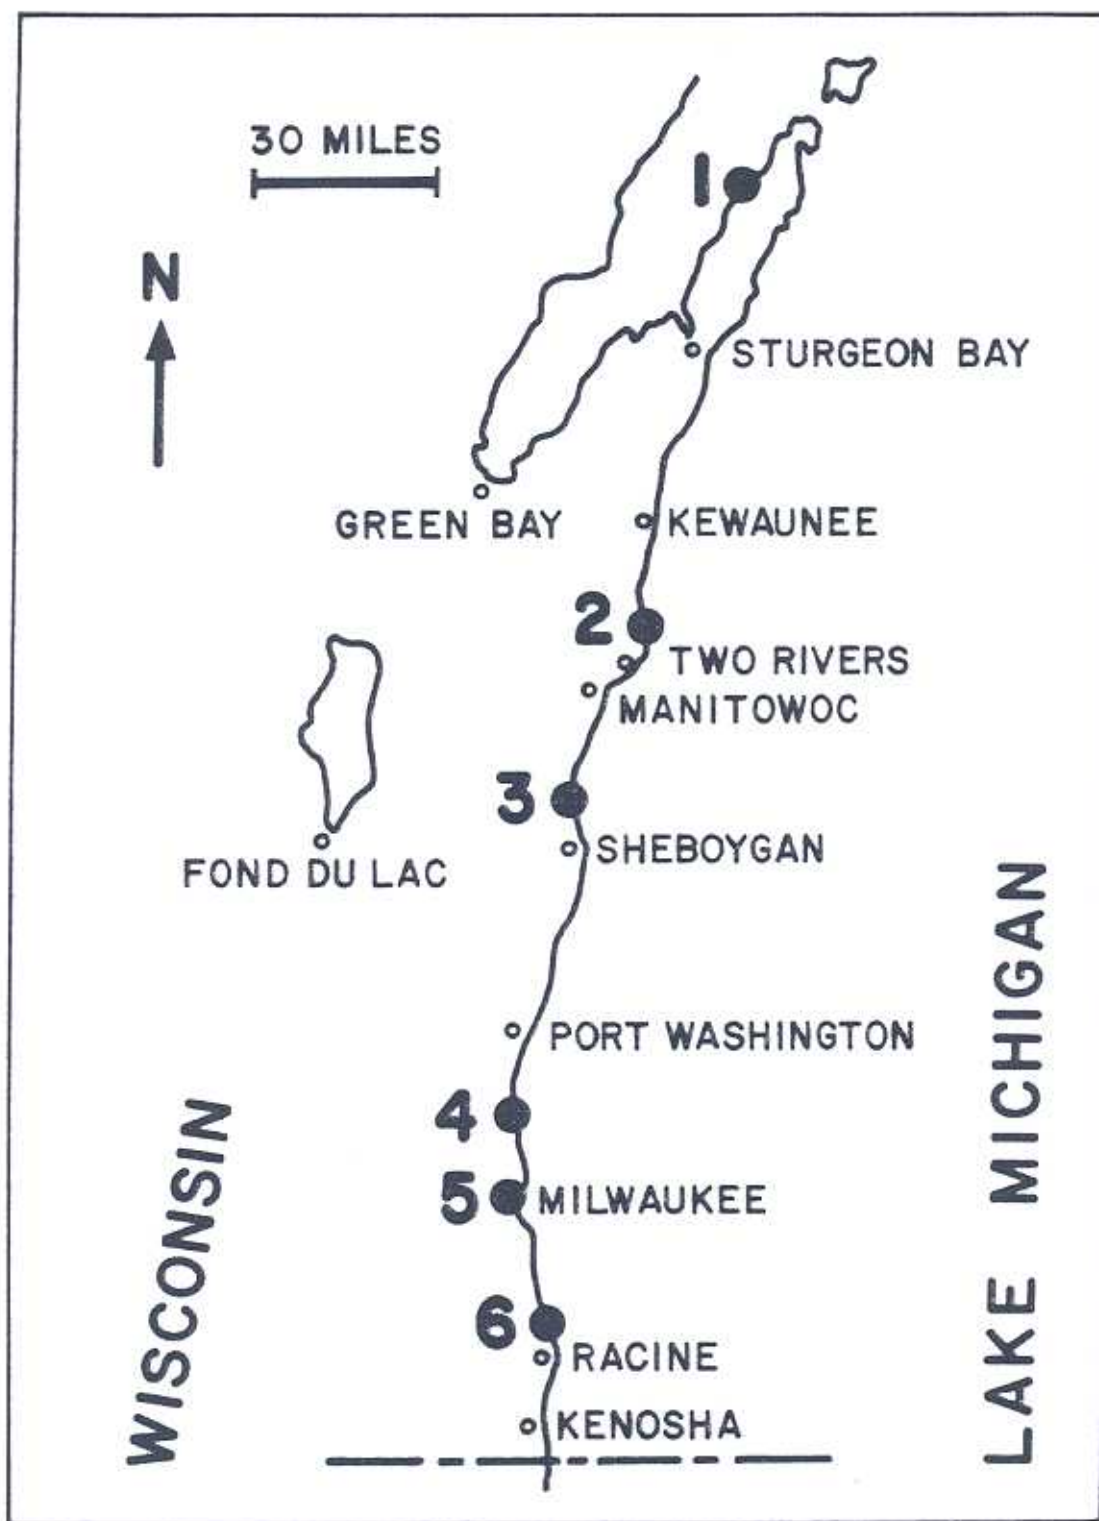 30 MILES
1
N
STURGEON BAY
GREEN BAY
KEWAUNEE
2
TWO RIVERS
MANITOWOC
3
SHEBOYGAN
FOND DU LAC
PORT WASHINGTON
4
5 MILWAUKEE
6
RACINE
KENOSHA
WISCONSIN
LAKE MICHIGAN